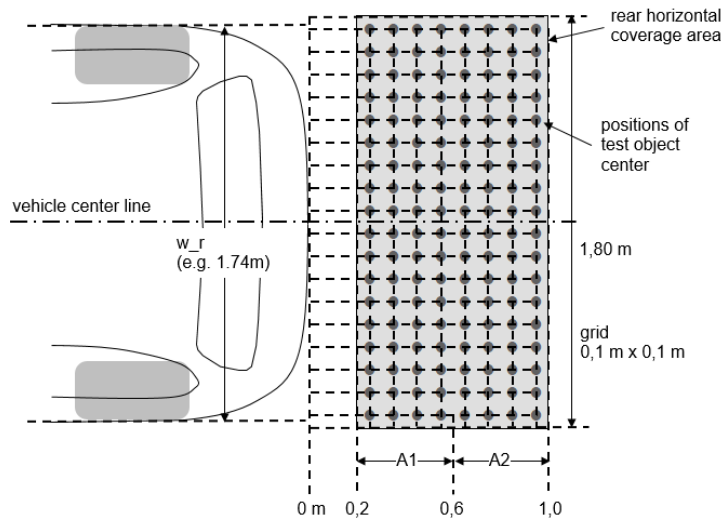 rear horizontal
coverage area
positions of
test object
center
vehicle center line
w_r
(e.g. 1.74m)
1,80 m
grid
0,1 m x 0,1 m
A1
A2
0 m
0,2
0,6
1,0